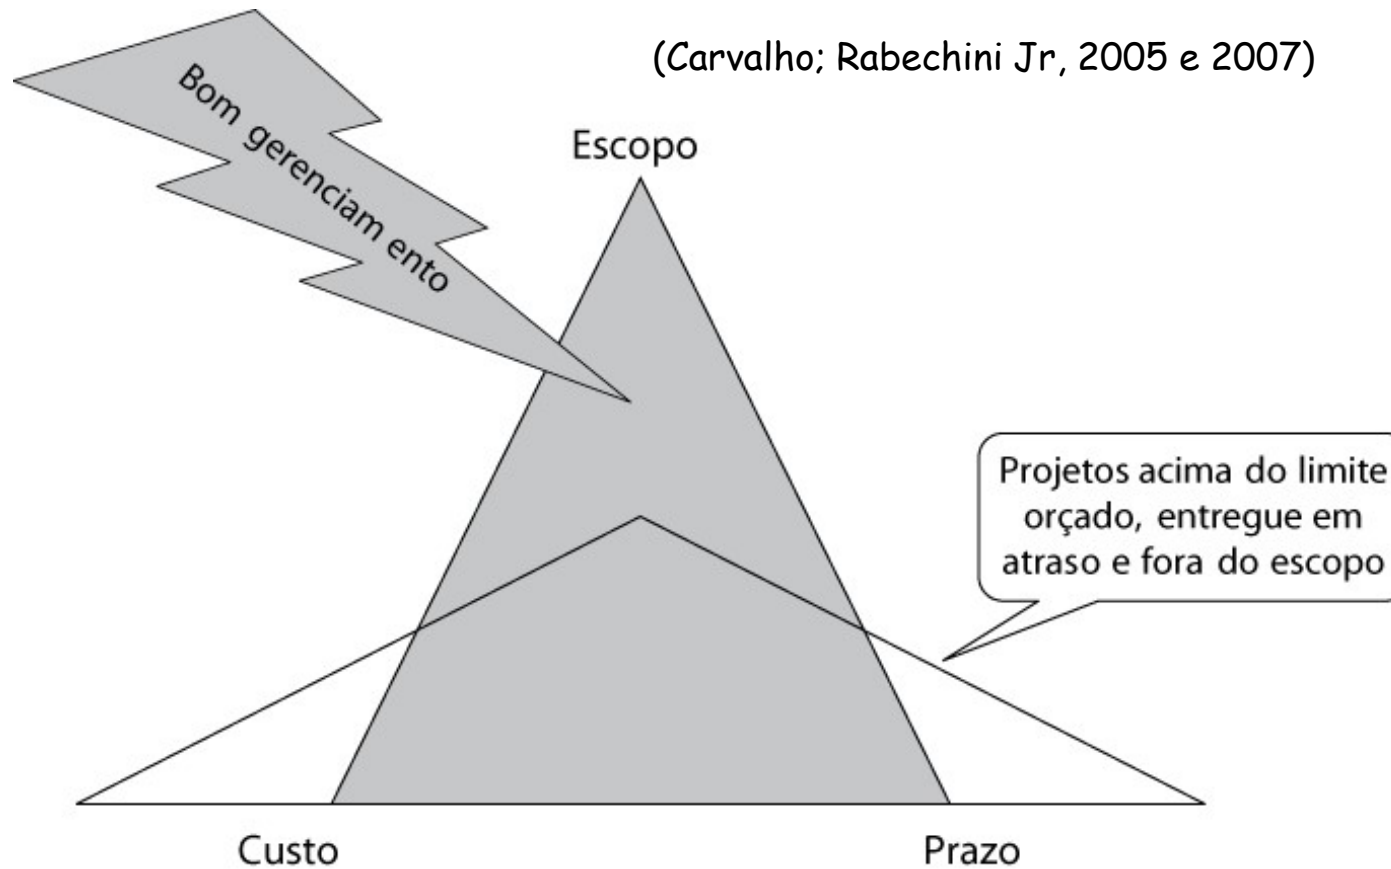 (Carvalho; Rabechini Jr, 2005 e 2007)
Bom gerenciam ento
Escopo
Projetos acima do limite
orçado, entregue em
atraso e fora do escopo
Custo
Prazo